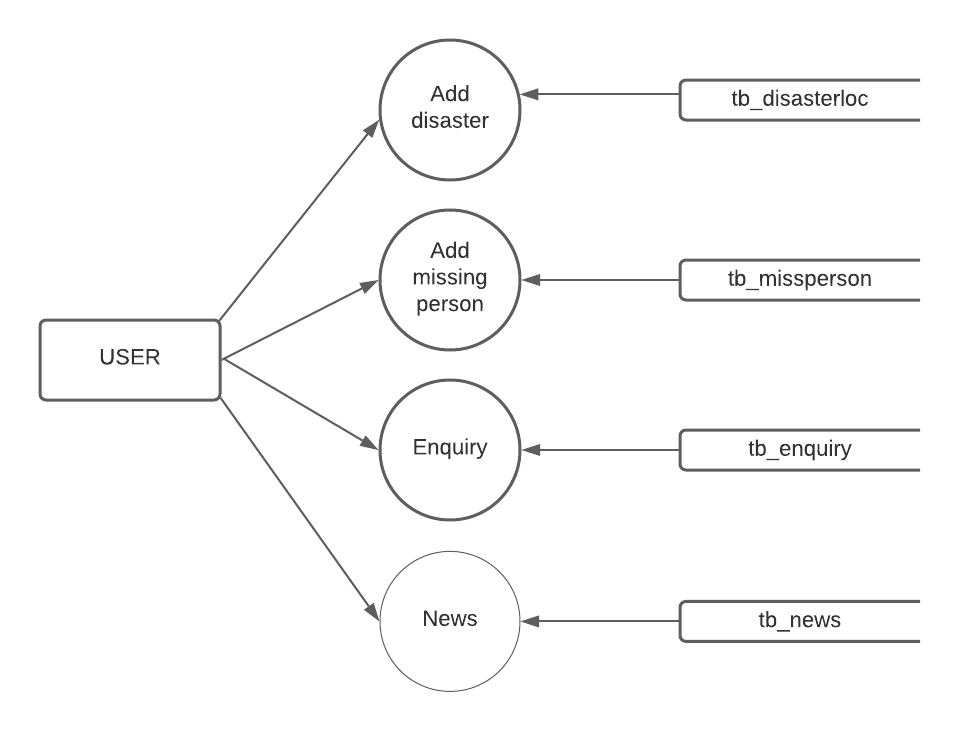 Add
disaster
tb_disasterloc
Add
missing
person
tb_missperson
USER
Enquiry
tb_enquiry
News
tb_news